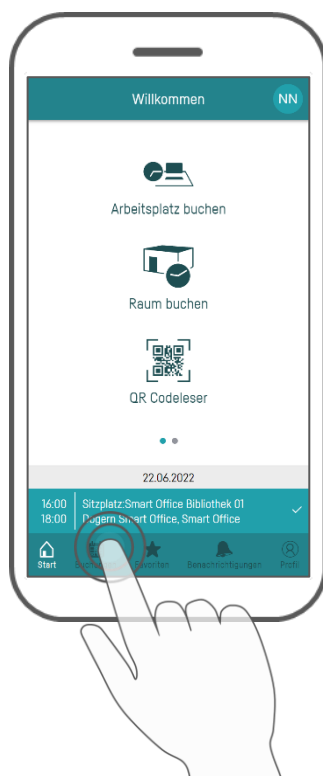 Willkommen
NN
Arbeitsplatz buchen
Raum buchen
QR Codeleser
22.06.2022
16:00
Sitzplatz:Smart Office Bibliothek 01
18:00
Dogern Smart Office, Smart Office
Start
Favoriten
Benachrichtigungen
Profil